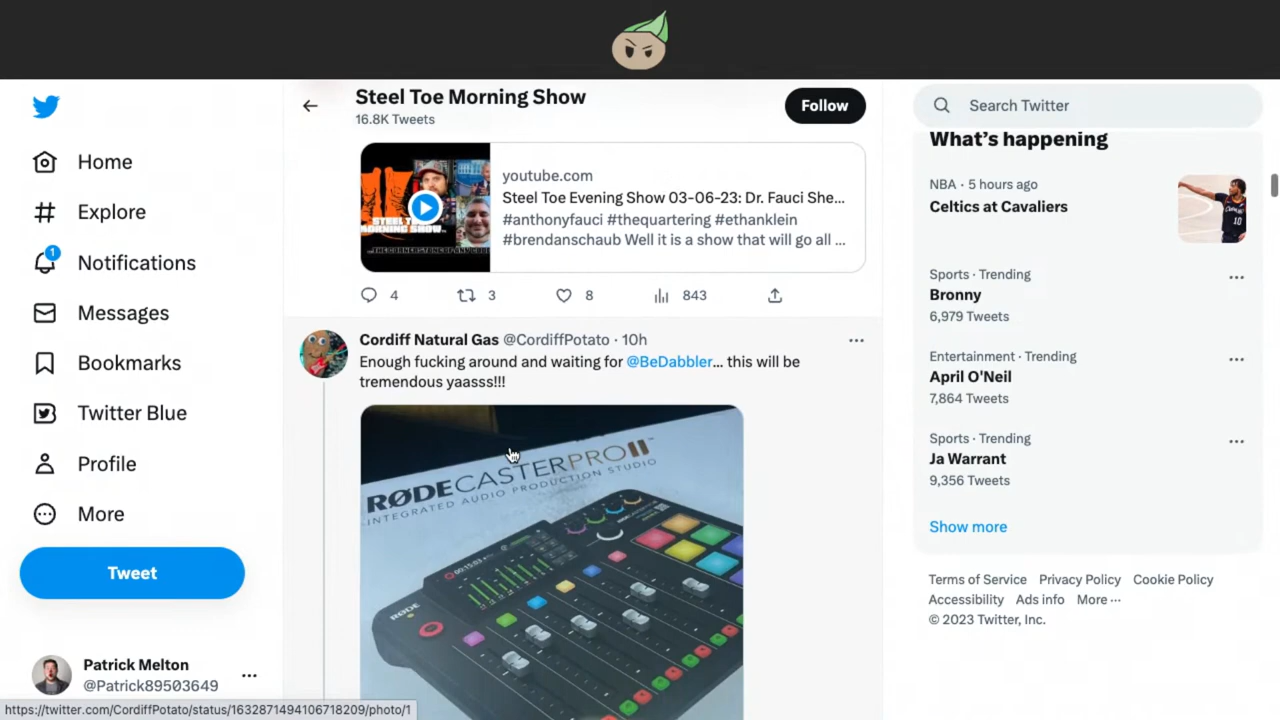 Steel Toe Morning Show
16.8K Tweets
Follow
Search Twitter
Home
Explore
1
Notifications
Messages
Bookmarks
Twitter Blue
Profile
More
Tweet
Patrick Melton
@Patrick89503649
youtube.com
Steel Toe Evening Show 03-06-23: Dr. Fauci She...
#anthonyfauci #thequartering #ethanklein
#brendanschaub Well it is a show that will go all ...
4
3
8
843
Cordiff Natural Gas @CordiffPotato · 10h
Enough fucking around and waiting for @BeDabbler... this will be
tremendous yaasss!!!
RØDECASTERPRO II™
INTEGRATED AUDIO PRODUCTION STUDIO
RØDE
What's happening
NBA · 5 hours ago
Celtics at Cavaliers
Sports · Trending
Bronny
6,979 Tweets
Entertainment · Trending
April O'Neil
7,864 Tweets
Sports · Trending
Ja Warrant
9,356 Tweets
Show more
Terms of Service Privacy Policy Cookie Policy
Accessibility Ads info More ···
© 2023 Twitter, Inc.
https://twitter.com/CordiffPotato/status/1632871494106718209/photo/1